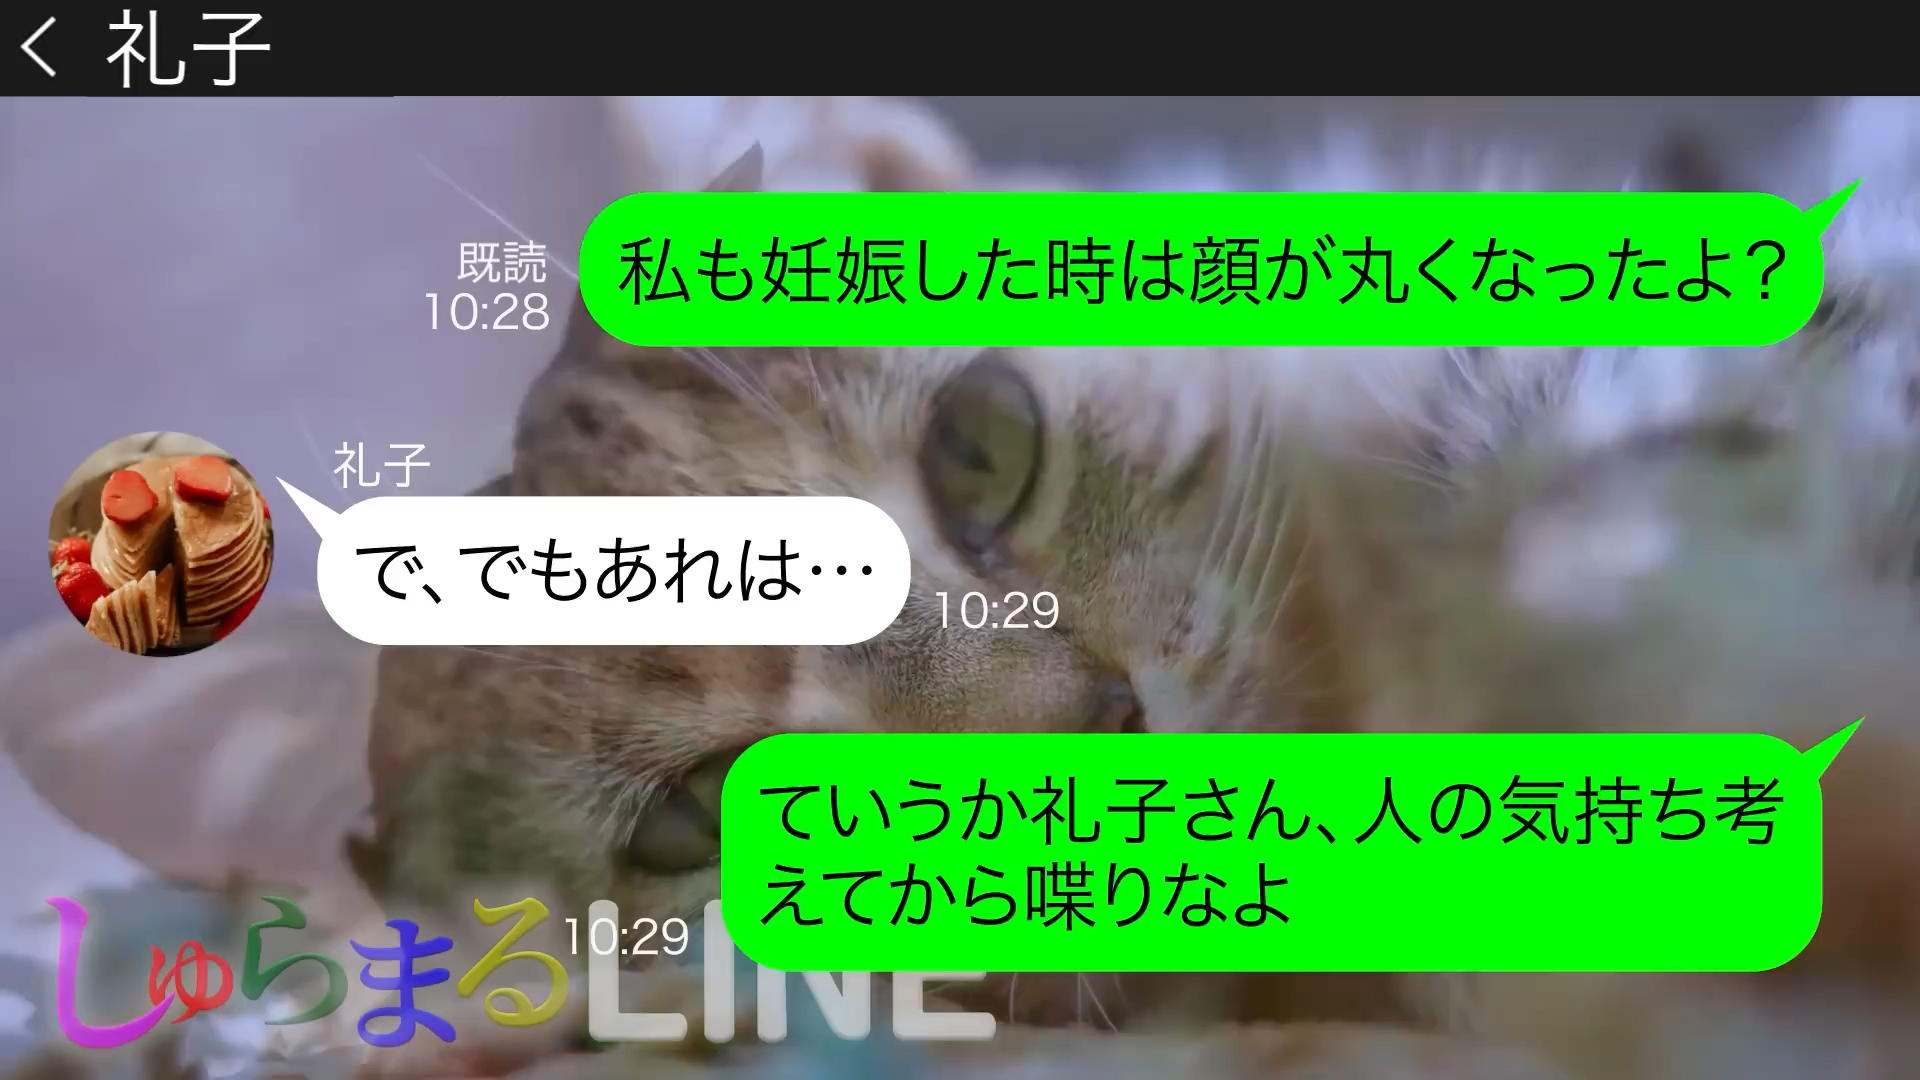 礼子
私も妊娠した時は顔が丸くなったよ?
既読
10:28
礼子
で、でもあれは…
10:29
ていうか礼子さん、人の気持ち考
えてから喋りなよ
10:29
しゅらまるLINE